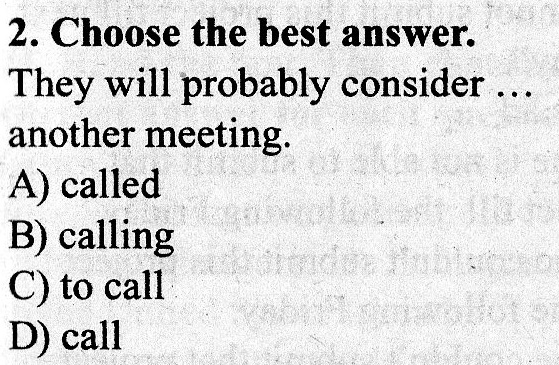 2. Choose the best answer.
They will probably consider ...
another meeting.
A) called
B) calling
C) to call
D) call